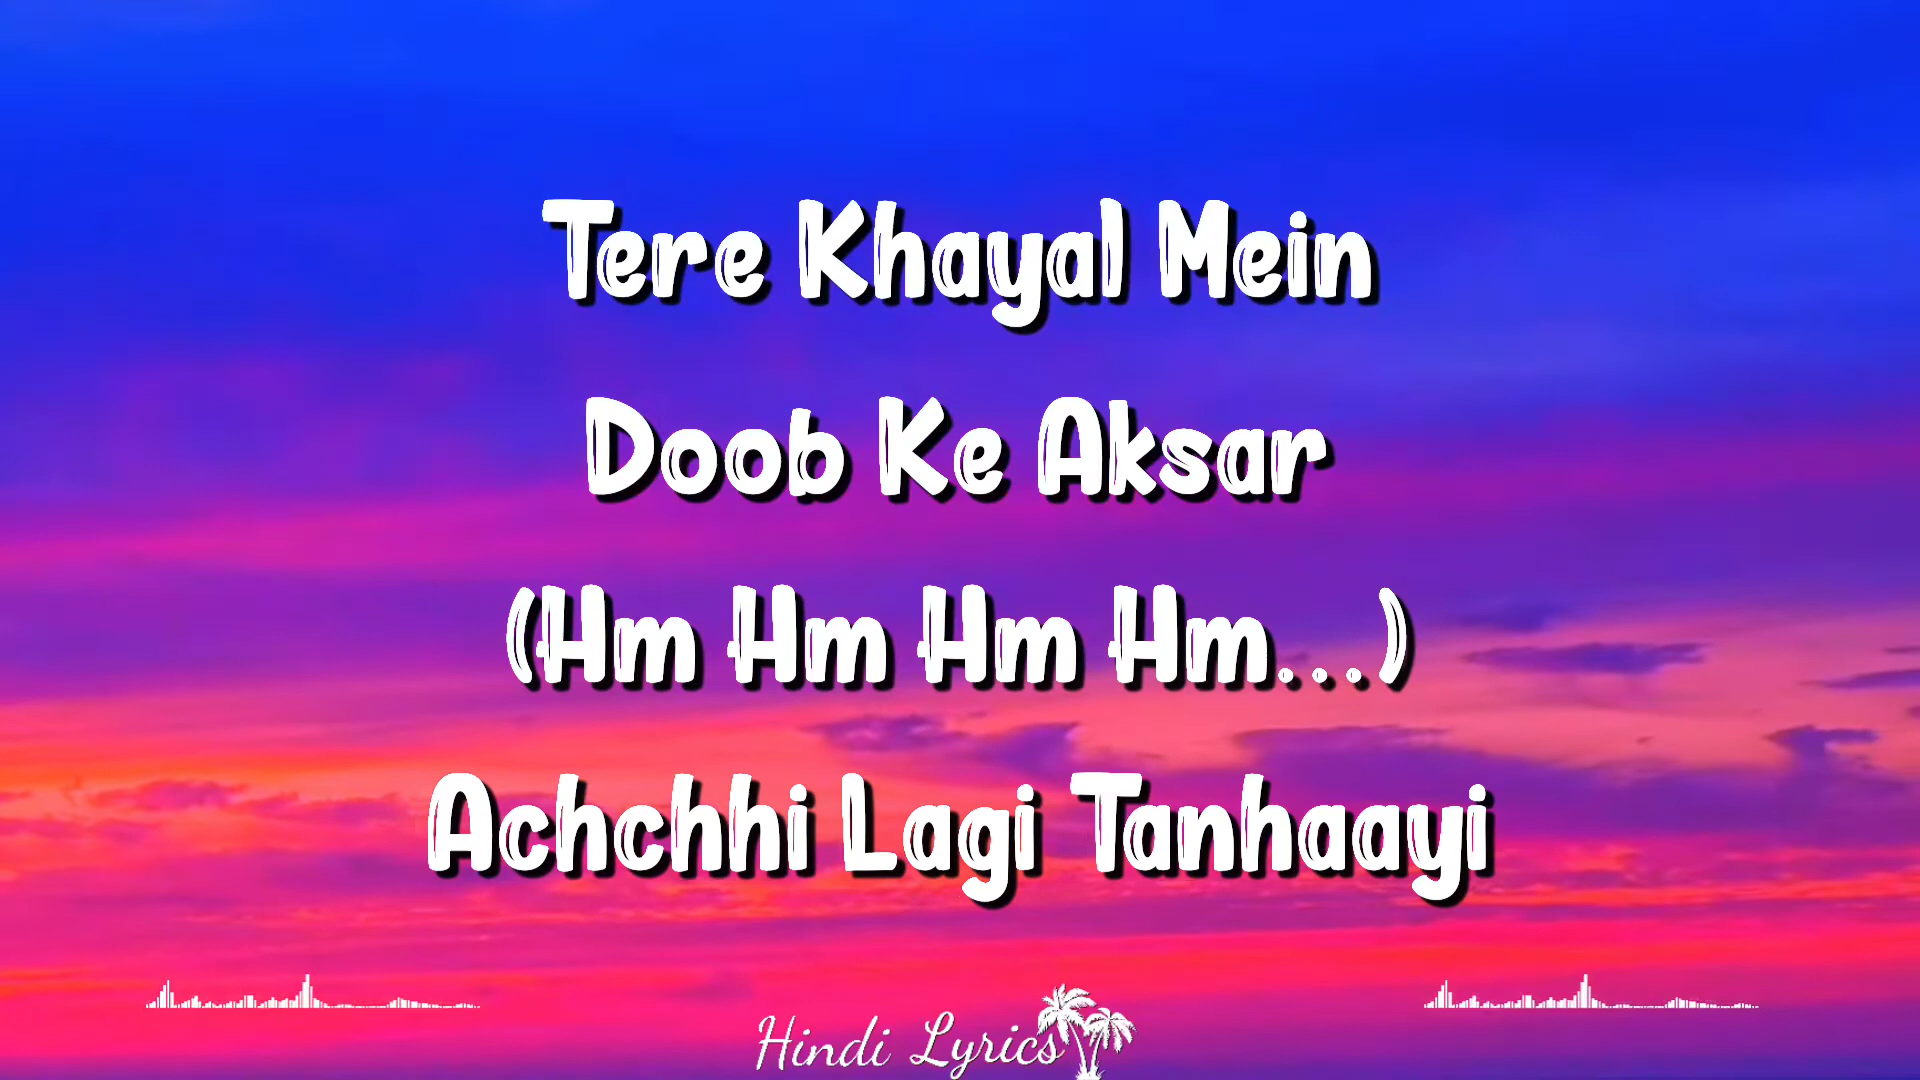 Tere Khayal Mein
Doob Ke Aksar
(Hm Hm Hm Hm...)
Achchhi Lagi Tanhaayi
Hindi Lyrics